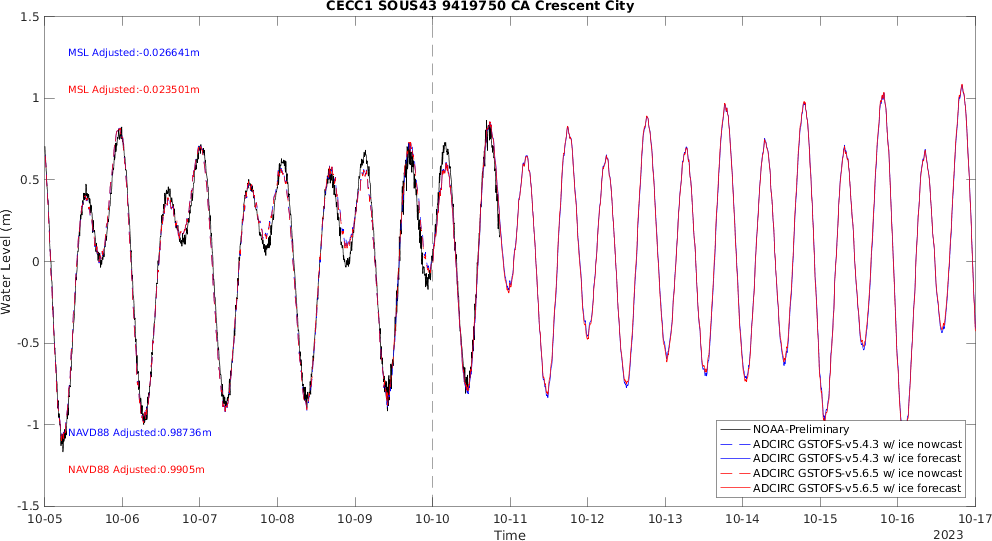 CECC1 SOUS43 9419750 CA Crescent City
1.5
1
0.5
0
-0.5
-1
-1.5
Water Level (m)
MSL Adjusted:-0.026641m
MSL Adjusted:-0.023501m
NAVD88 Adjusted:0.98736m
NAVD88 Adjusted:0.9905m
NOAA-Preliminary
ADCIRC GSTOFS-v5.4.3 w/ ice nowcast
ADCIRC GSTOFS-v5.4.3 w/ ice forecast
ADCIRC GSTOFS-v5.6.5 w/ ice nowcast
ADCIRC GSTOFS-v5.6.5 w/ ice forecast
10-05 10-06 10-07 10-08 10-09 10-10 10-11 10-12 10-13 10-14 10-15 10-16 10-17
Time
2023